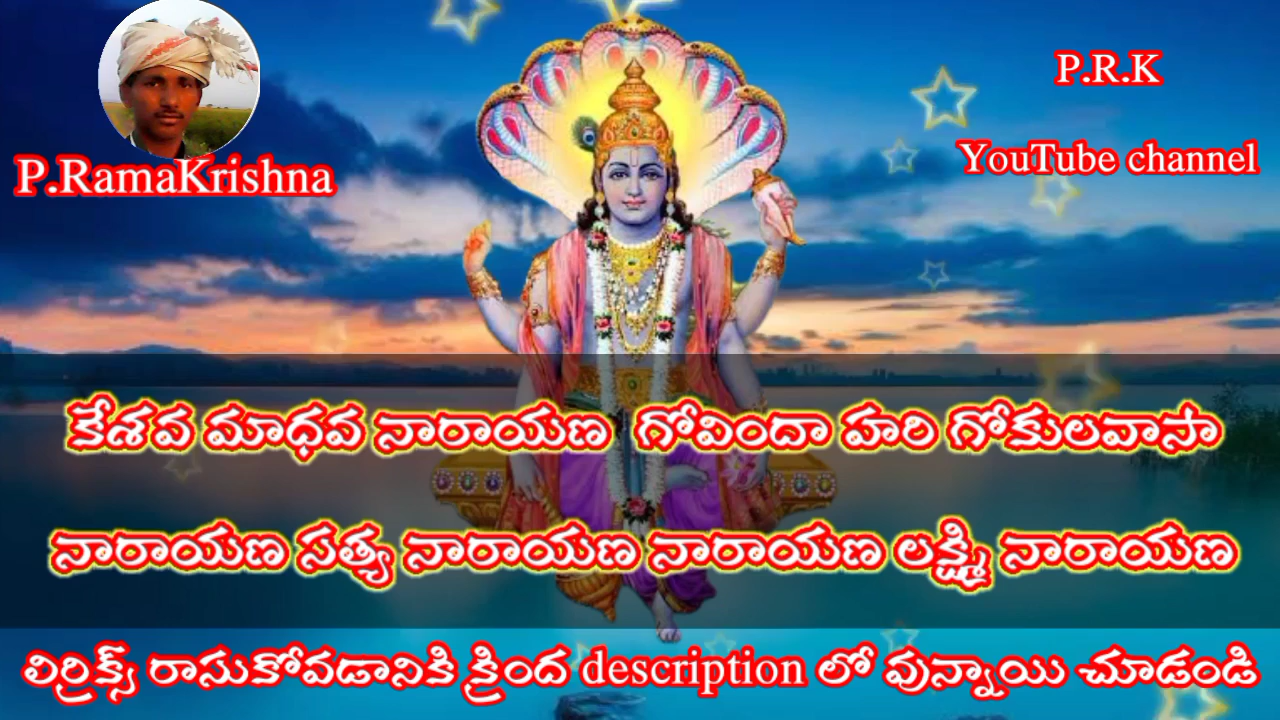 P.RamaKrishna
P.R.K
YouTube channel
కేశవ మాధవ నారాయణ గోవిందా హరి గోకులవాసా
నారాయణ సత్య నారాయణ నారాయణ లక్ష్మి నారాయణ
లిర్రిక్స్ రాసుకోవడానికి క్రింద description లో వున్నాయి చూడండి